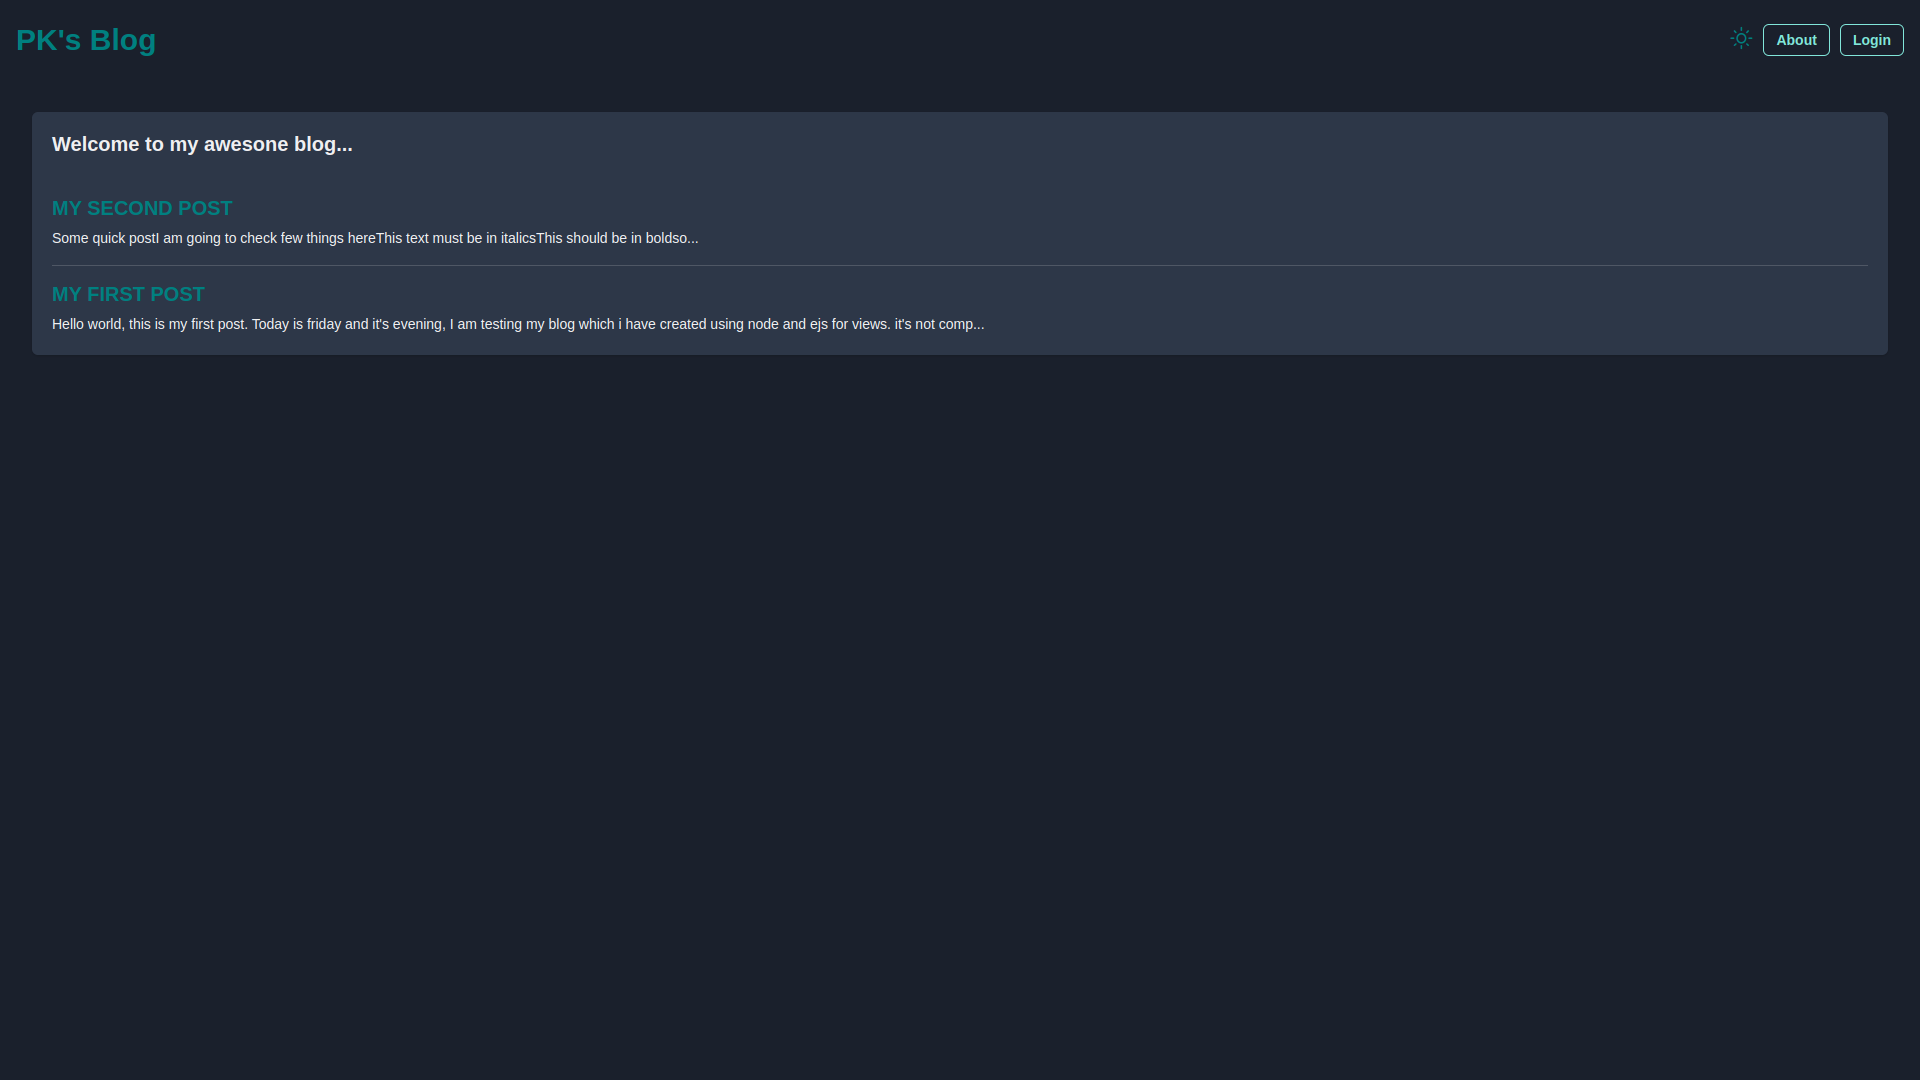 PK's Blog
About
Login
Welcome to my awesone blog...
MY SECOND POST
Some quick postI am going to check few things hereThis text must be in italicsThis should be in boldso...
MY FIRST POST
Hello world, this is my first post. Today is friday and it's evening, I am testing my blog which i have created using node and ejs for views. it's not comp...